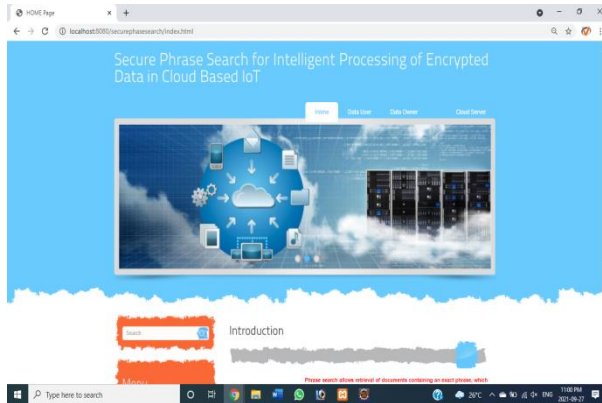 HOME Page
localhost:8080/securephasesearch/index.html
Secure Phrase Search for Intelligent Processing of Encrypted
Data in Cloud Based IoT
Home Data User Data Owner Cloud Server
Search
Introduction
Menu
Phrase search allows retrieval of documents containing an exact phrase, which
Type here to search
26°C ENG 11:00 PM
2021-09-27